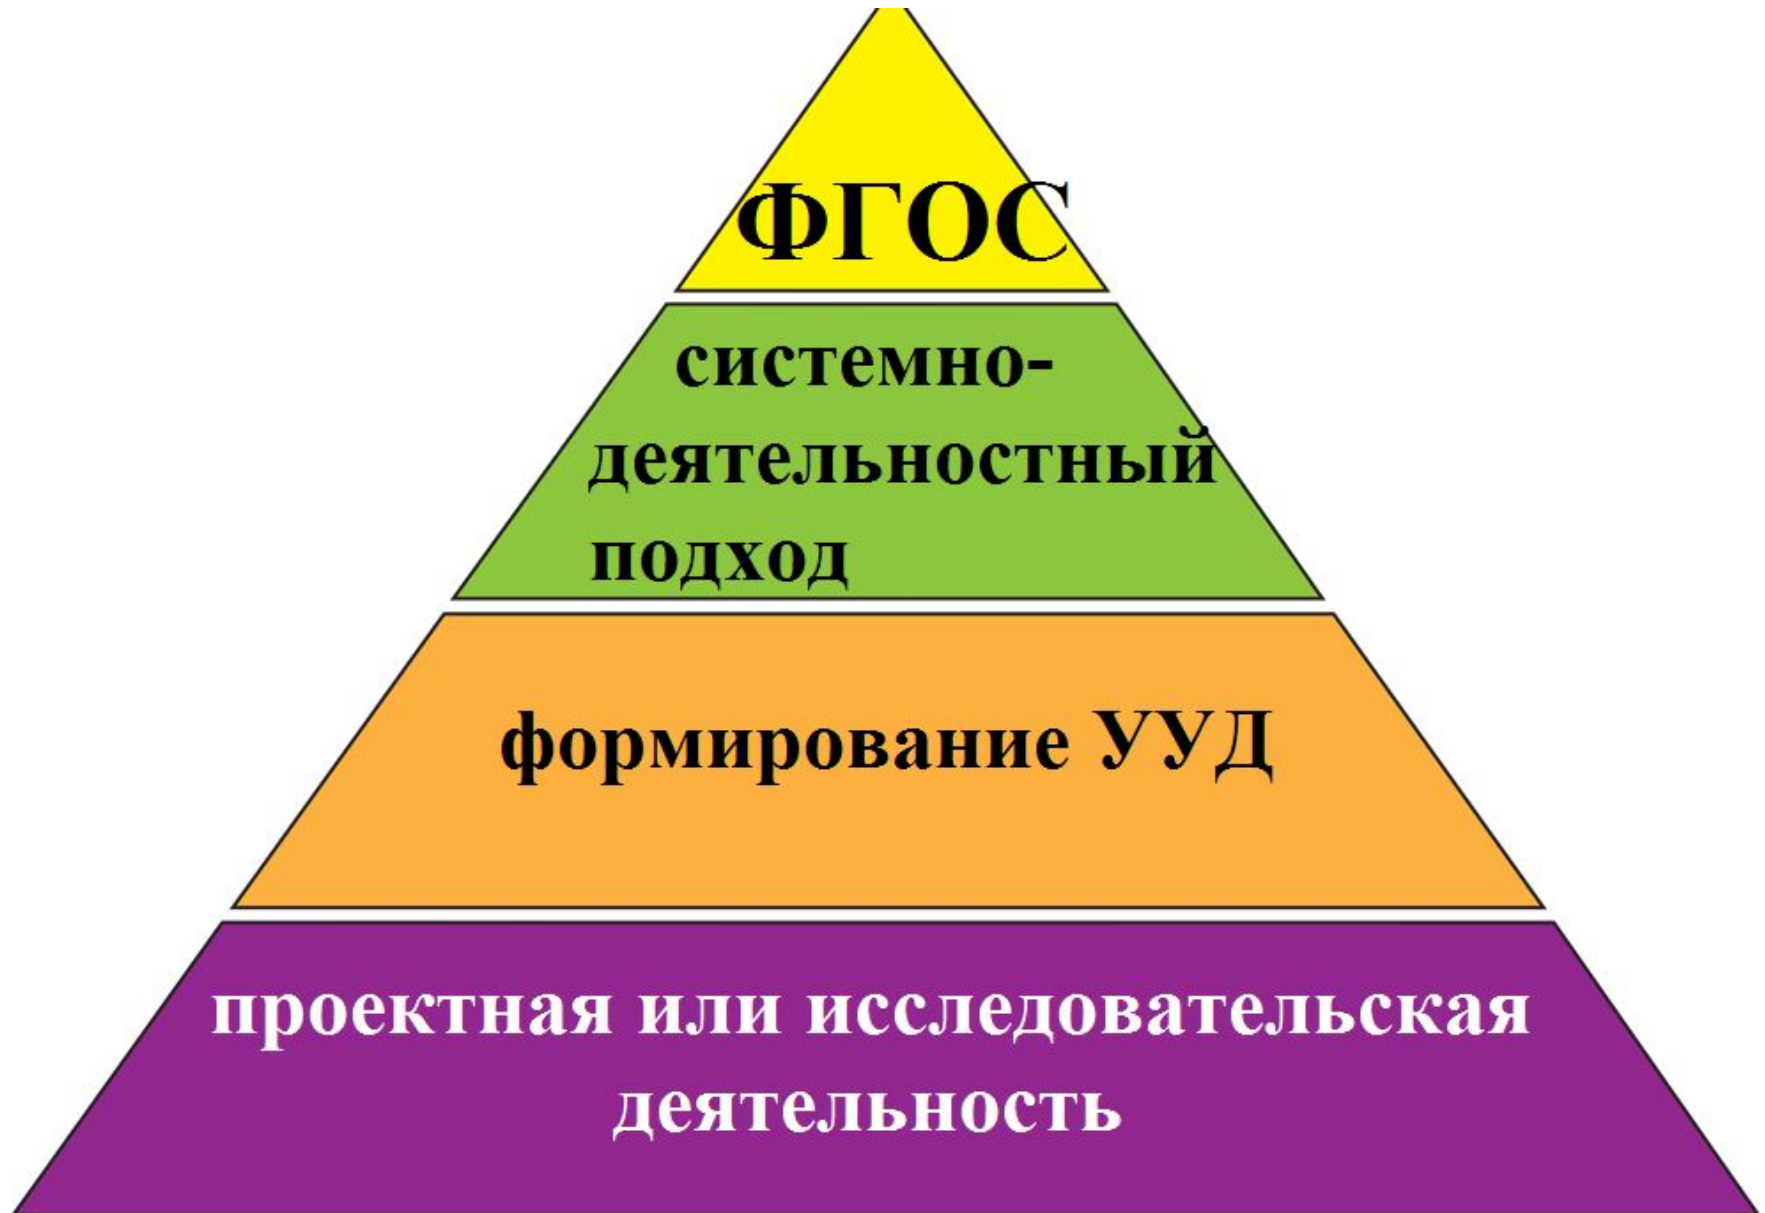 ФГОС
системно-
деятельностный
подход
формирование УУД
проектная или исследовательская
деятельность